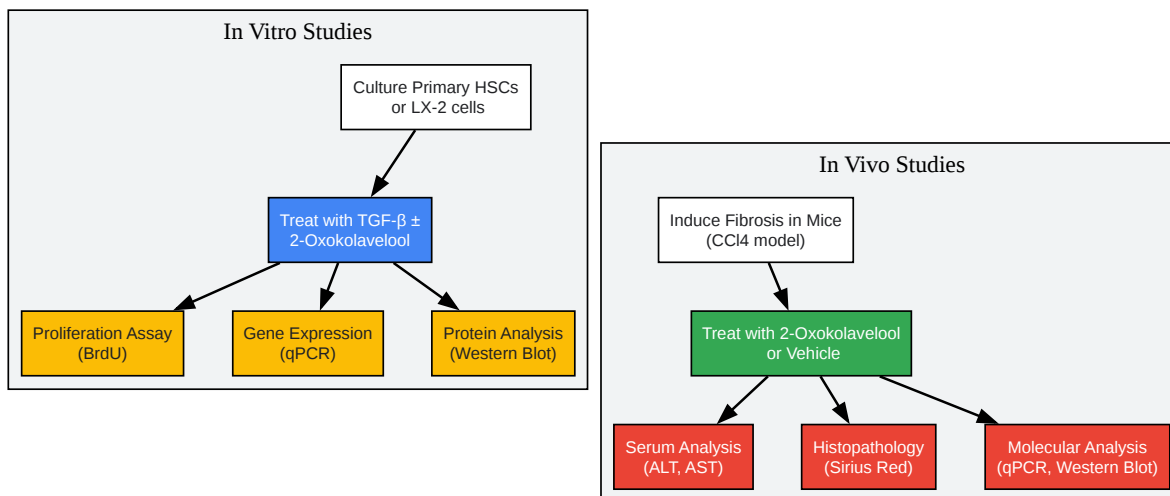 In Vitro Studies
Culture Primary HSCs
or LX-2 cells
Treat with TGF-β ±
2-Oxokolavelool
Proliferation Assay
(BrdU)
Gene Expression
(qPCR)
Protein Analysis
(Western Blot)
In Vivo Studies
Induce Fibrosis in Mice
(CCl4 model)
Treat with 2-Oxokolavelool
or Vehicle
Serum Analysis
(ALT, AST)
Histopathology
(Sirius Red)
Molecular Analysis
(qPCR, Western Blot)